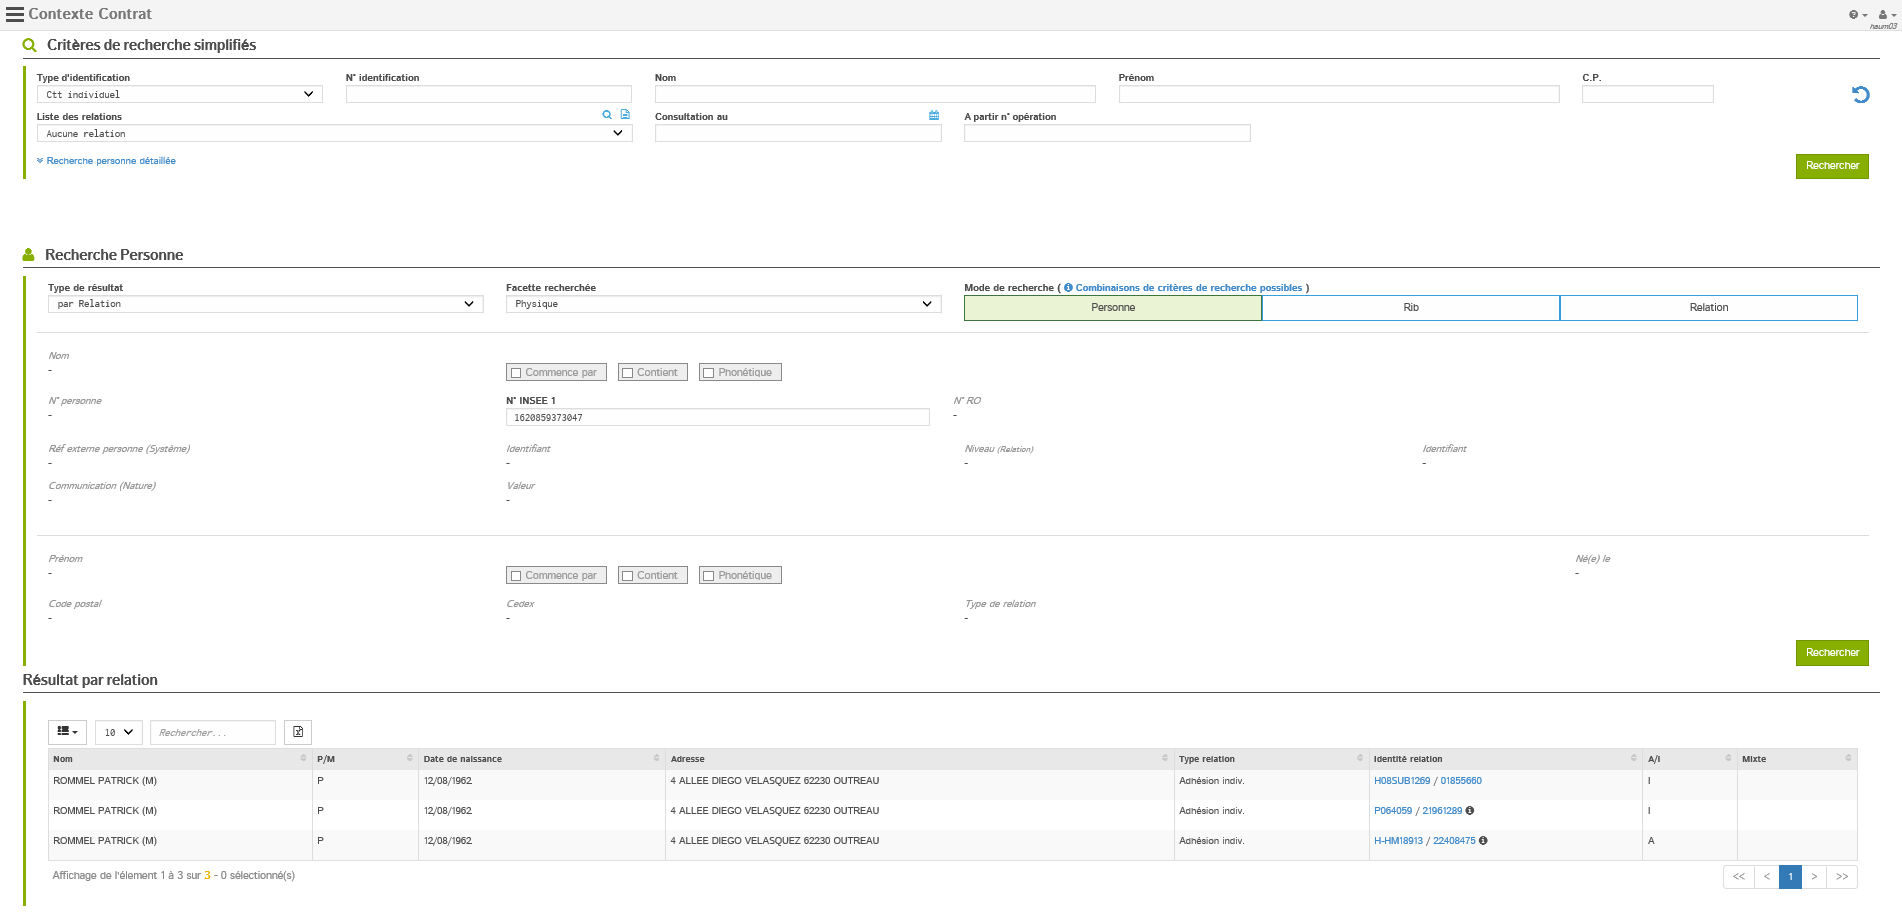 Contexte Contrat
haum03
Critères de recherche simplifiés
Type d'identification N° identification Nom Prénom C.P.
Ctt individuel
Liste des relations Consultation au A partir n° opération
Aucune relation
Recherche personne détaillée
Rechercher
Recherche Personne
Type de résultat Facette recherchée Mode de recherche ( Combinaisons de critères de recherche possibles )
par Relation Physique Personne Rib Relation
Nom
- Commence par Contient Phonétique
N° personne N° INSEE 1 N° RO
- 1620859373047 -
Réf externe personne (Système) Identifiant Niveau (Relation) Identifiant
- - - -
Communication (Nature) Valeur
- -
Prénom Né(e) le
- Commence par Contient Phonétique -
Code postal Cedex Type de relation
- - -
Rechercher
Résultat par relation
10 Rechercher...
Nom P/M Date de naissance Adresse Type relation Identité relation A/I Mixte
ROMMEL PATRICK (M) P 12/08/1962 4 ALLEE DIEGO VELASQUEZ 62230 OUTREAU Adhésion indiv. H08SUB1269 / 01855660 I
ROMMEL PATRICK (M) P 12/08/1962 4 ALLEE DIEGO VELASQUEZ 62230 OUTREAU Adhésion indiv. P064059 / 21961289 I
ROMMEL PATRICK (M) P 12/08/1962 4 ALLEE DIEGO VELASQUEZ 62230 OUTREAU Adhésion indiv. H-HM18913 / 22408475 A
Affichage de l'élement 1 à 3 sur 3 - 0 sélectionné(s) << < 1 > >>